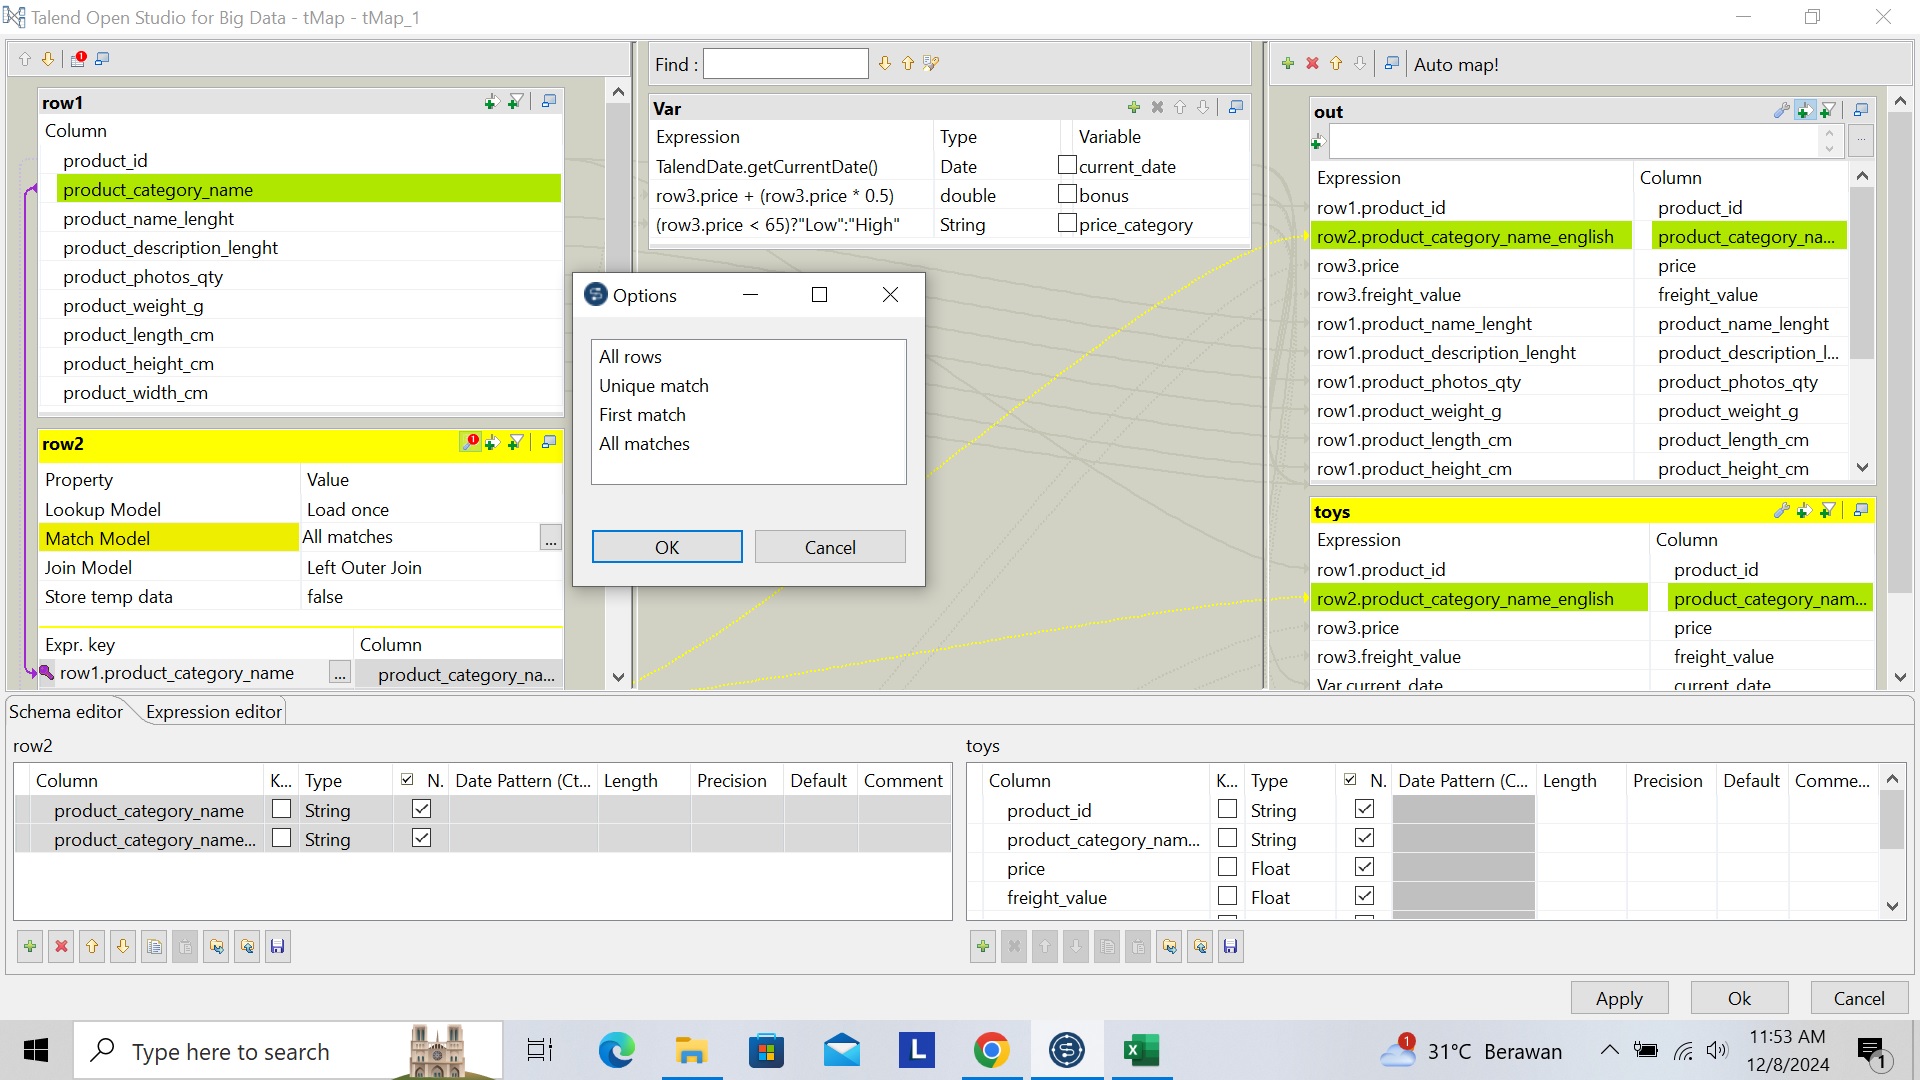 Talend Open Studio for Big Data - tMap - tMap_1
row1
Column
product_id
product_category_name
product_name_lenght
product_description_lenght
product_photos_qty
product_weight_g
product_length_cm
product_height_cm
product_width_cm
row2
Property Value
Lookup Model Load once
Match Model All matches ...
Join Model Left Outer Join
Store temp data false
Expr. key Column
row1.product_category_name ... product_category_na...
Find :
Var
Expression Type Variable
TalendDate.getCurrentDate() Date current_date
row3.price + (row3.price * 0.5) double bonus
(row3.price < 65)?"Low":"High" String price_category
Options
All rows
Unique match
First match
All matches
OK Cancel
Auto map!
out
...
Expression Column
row1.product_id product_id
row2.product_category_name_english product_category_na...
row3.price price
row3.freight_value freight_value
row1.product_name_lenght product_name_lenght
row1.product_description_lenght product_description_l...
row1.product_photos_qty product_photos_qty
row1.product_weight_g product_weight_g
row1.product_length_cm product_length_cm
row1.product_height_cm product_height_cm
toys
Expression Column
row1.product_id product_id
row2.product_category_name_english product_category_nam...
row3.price price
row3.freight_value freight_value
Var.current_date current_date
Schema editor Expression editor
row2
Column K... Type N. Date Pattern (Ct... Length Precision Default Comment
product_category_name String
product_category_name... String
toys
Column K... Type N. Date Pattern (C... Length Precision Default Comme...
product_id String
product_category_nam... String
price Float
freight_value Float
Apply Ok Cancel
Type here to search
L
1
31°C Berawan
11:53 AM
12/8/2024
1